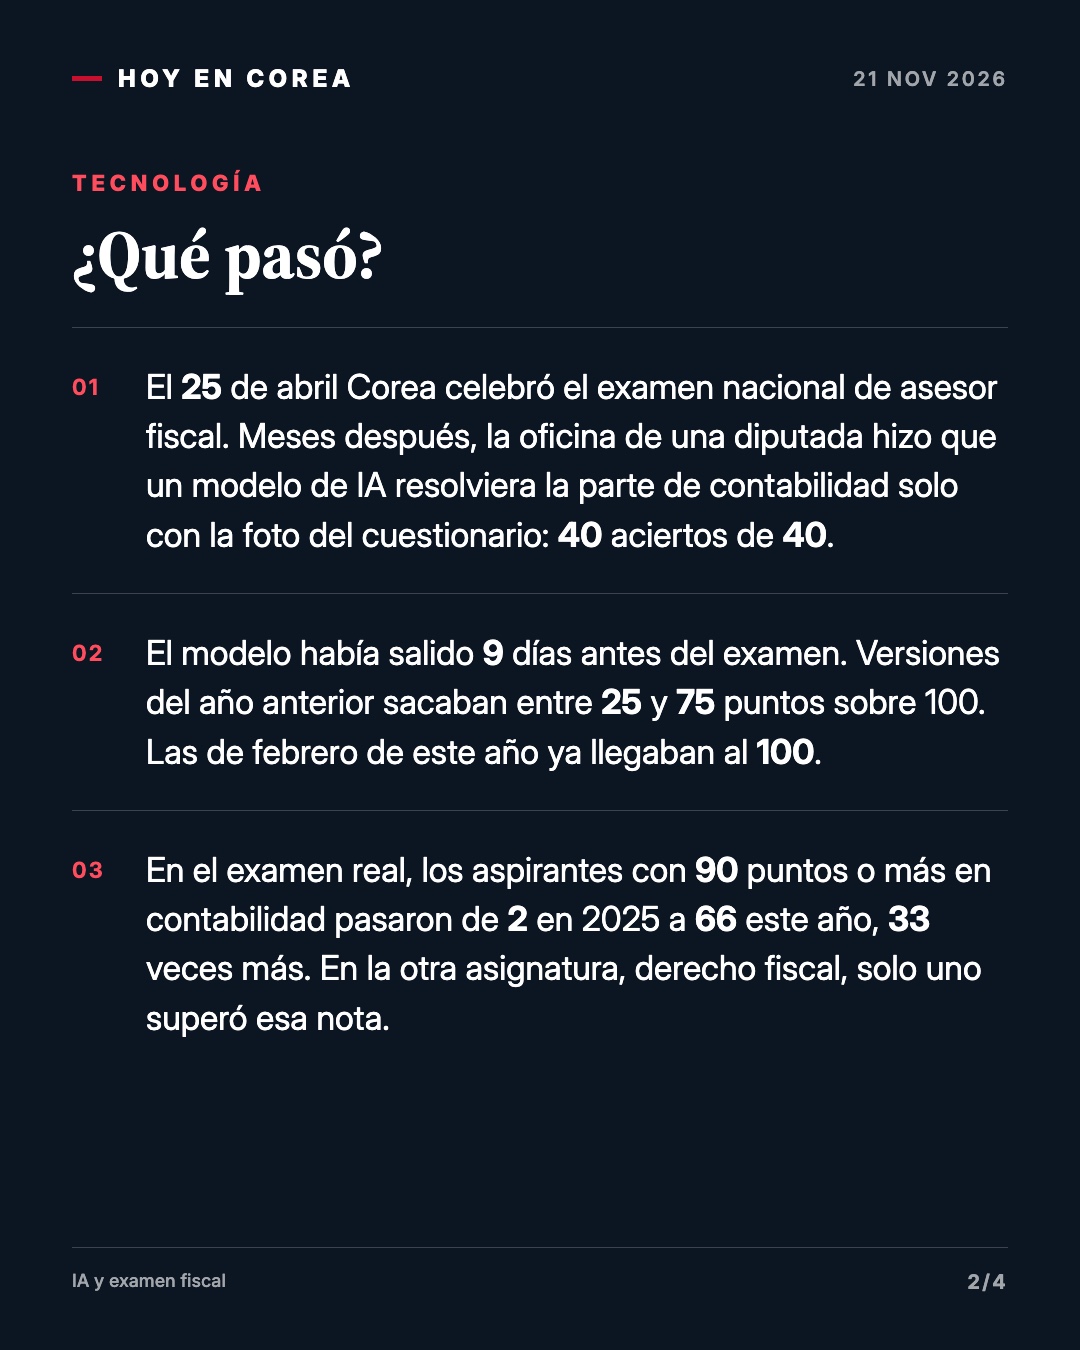 HOY EN COREA
21 NOV 2026
TECNOLOGÍA
¿Qué pasó?
01
El 25 de abril Corea celebró el examen nacional de asesor
fiscal. Meses después, la oficina de una diputada hizo que
un modelo de IA resolviera la parte de contabilidad solo
con la foto del cuestionario: 40 aciertos de 40.
02
El modelo había salido 9 días antes del examen. Versiones
del año anterior sacaban entre 25 y 75 puntos sobre 100.
Las de febrero de este año ya llegaban al 100.
03
En el examen real, los aspirantes con 90 puntos o más en
contabilidad pasaron de 2 en 2025 a 66 este año, 33
veces más. En la otra asignatura, derecho fiscal, solo uno
superó esa nota.
IA y examen fiscal
2/4